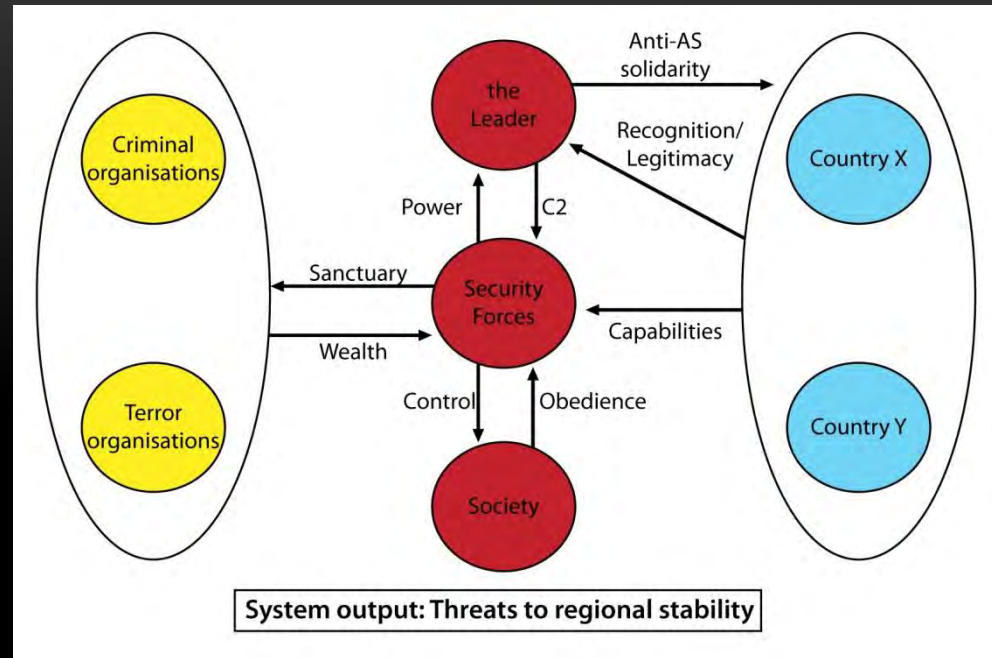 Anti-AS
solidarity
the
Leader
Criminal
organisations
Recognition/
Legitimacy
Country X
Power
C2
Sanctuary
Security
Forces
Capabilities
Wealth
Control
Obedience
Terror
organisations
Country Y
Society
System output: Threats to regional stability